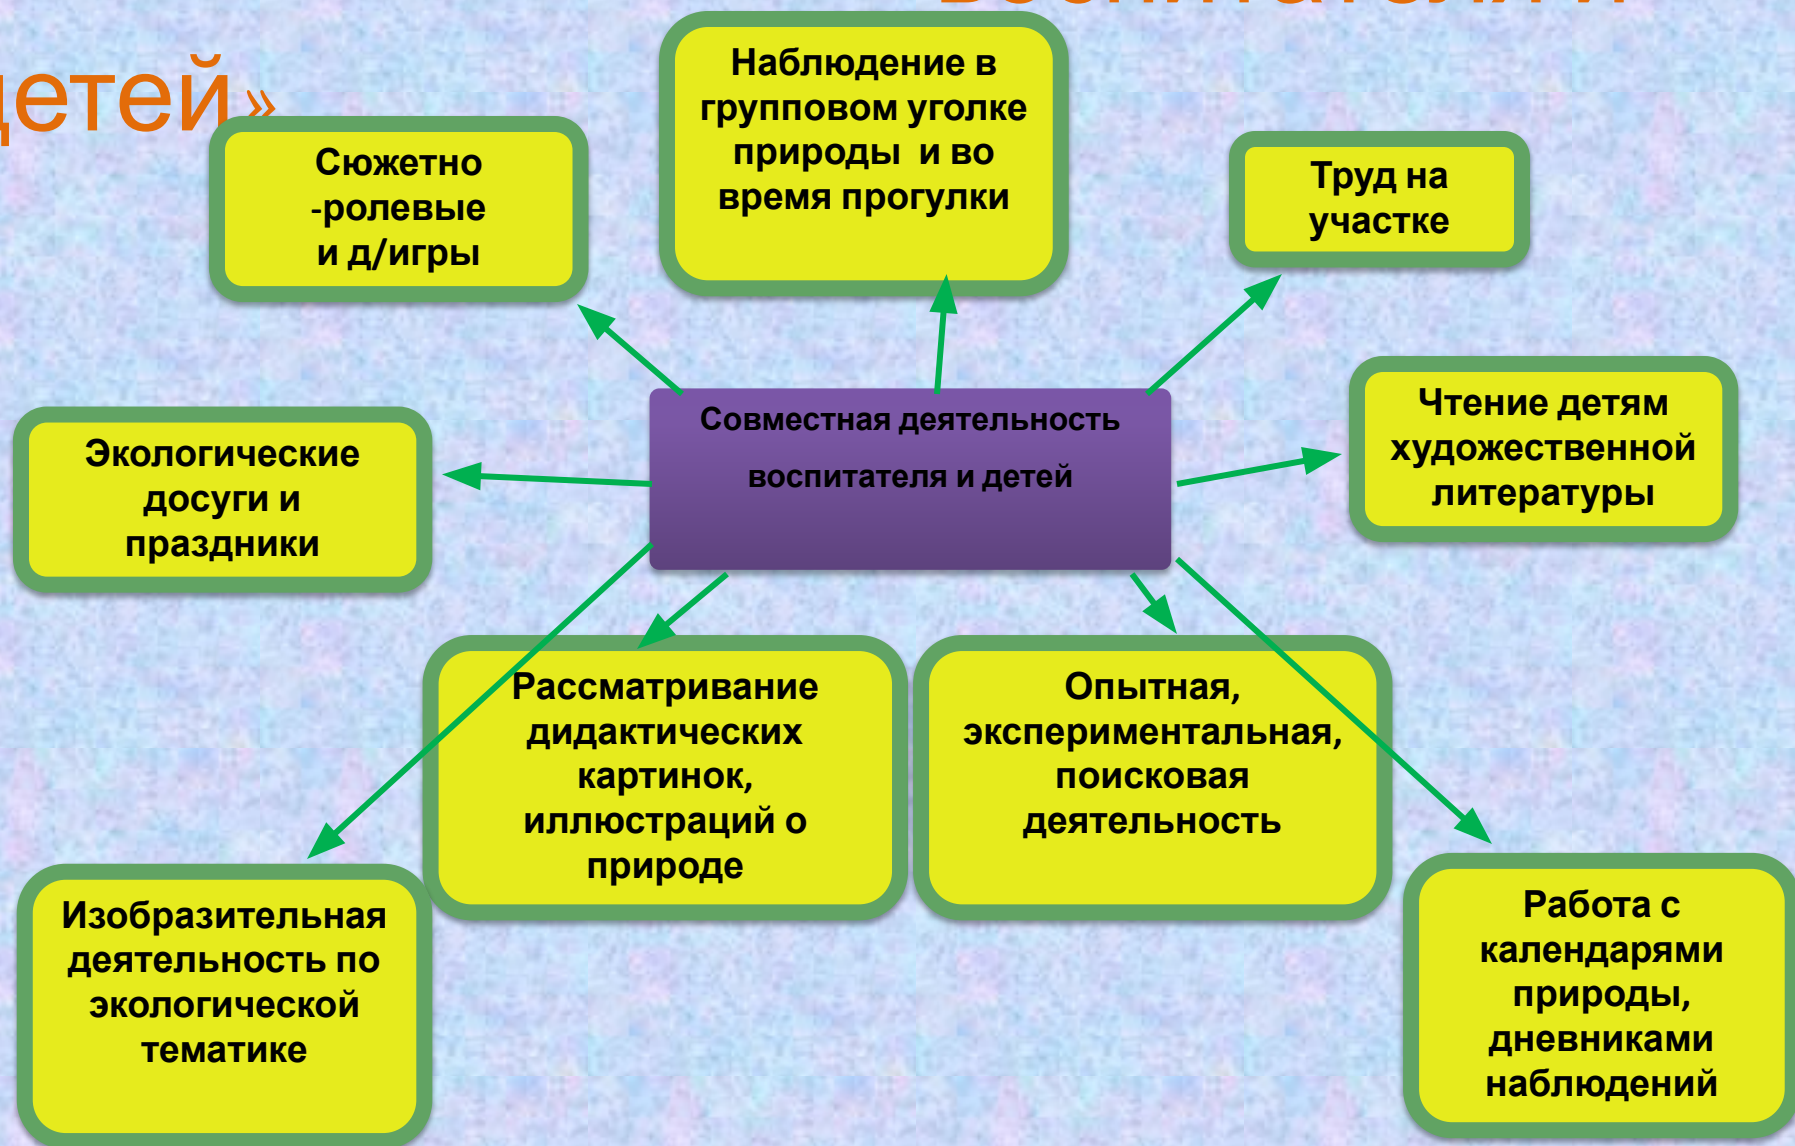 детей»
Наблюдение в
групповом уголке
природы и во
время прогулки
Сюжетно
-ролевые
и д/игры
Труд на
участке
Совместная деятельность
воспитателя и детей
Чтение детям
художественной
литературы
Экологические
досуги и
праздники
Рассматривание
дидактических
картинок,
иллюстраций о
природе
Опытная,
экспериментальная,
поисковая
деятельность
Изобразительная
деятельность по
экологической
тематике
Работа с
календарями
природы,
дневниками
наблюдений